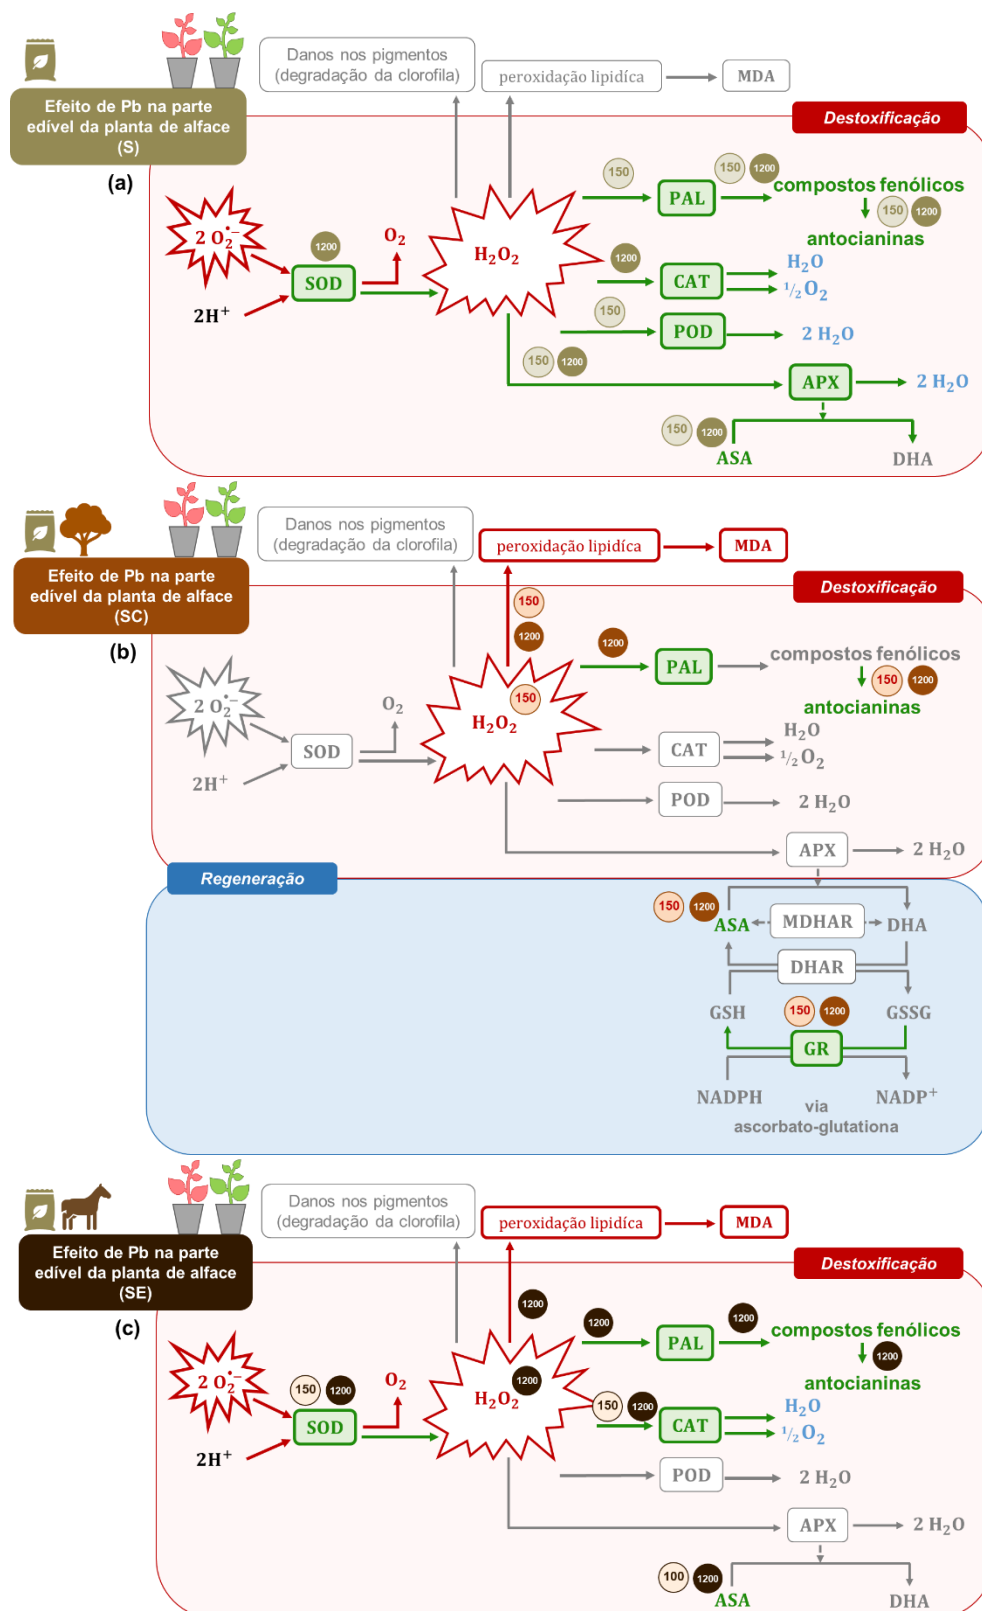 Danos nos pigmentos
(degradação da clorofila)
peroxidação lipidíca
MDA
Efeito de Pb na parte
edível da planta de alface
(S)
Destoxificação
(a)
150
150
1200
PAL
compostos fenólicos
150
1200
antocianinas
2 O₂•−
1200
O₂
H₂O₂
SOD
2H⁺
1200
CAT
H₂O
1/2 O₂
150
POD
2 H₂O
150
1200
APX
2 H₂O
150
1200
ASA
DHA
Danos nos pigmentos
(degradação da clorofila)
peroxidação lipidíca
MDA
Efeito de Pb na parte
edível da planta de alface
(SC)
Destoxificação
(b)
150
1200
1200
PAL
compostos fenólicos
150
1200
antocianinas
2 O₂•−
150
H₂O₂
O₂
SOD
2H⁺
CAT
H₂O
1/2 O₂
POD
2 H₂O
APX
2 H₂O
Regeneração
150
1200
ASA
MDHAR
DHA
DHAR
GSH
150
1200
GSSG
GR
NADPH
NADP⁺
via
ascorbato-glutationa
Danos nos pigmentos
(degradação da clorofila)
peroxidação lipidíca
MDA
Efeito de Pb na parte
edível da planta de alface
(SE)
Destoxificação
(c)
1200
1200
PAL
1200
compostos fenólicos
1200
antocianinas
2 O₂•−
150
1200
O₂
H₂O₂
1200
SOD
2H⁺
150
1200
CAT
H₂O
1/2 O₂
POD
2 H₂O
APX
2 H₂O
100
1200
ASA
DHA